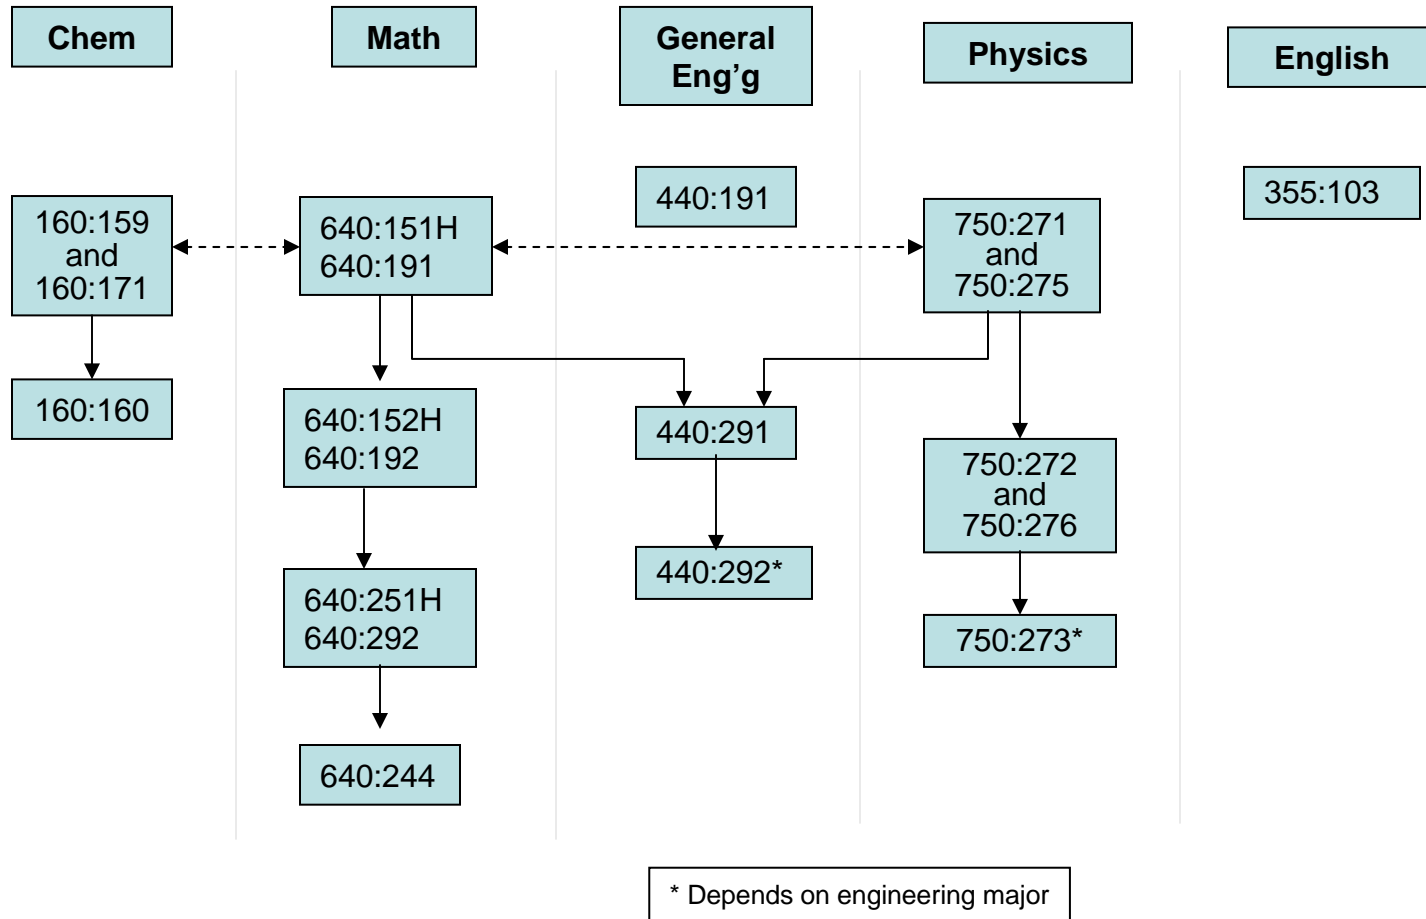 Chem
Math
General
Eng'g
Physics
English
160:159
and
160:171
160:160
640:151H
640:191
640:152H
640:192
640:251H
640:292
640:244
440:191
440:291
440:292*
750:271
and
750:275
750:272
and
750:276
750:273*
355:103
* Depends on engineering major